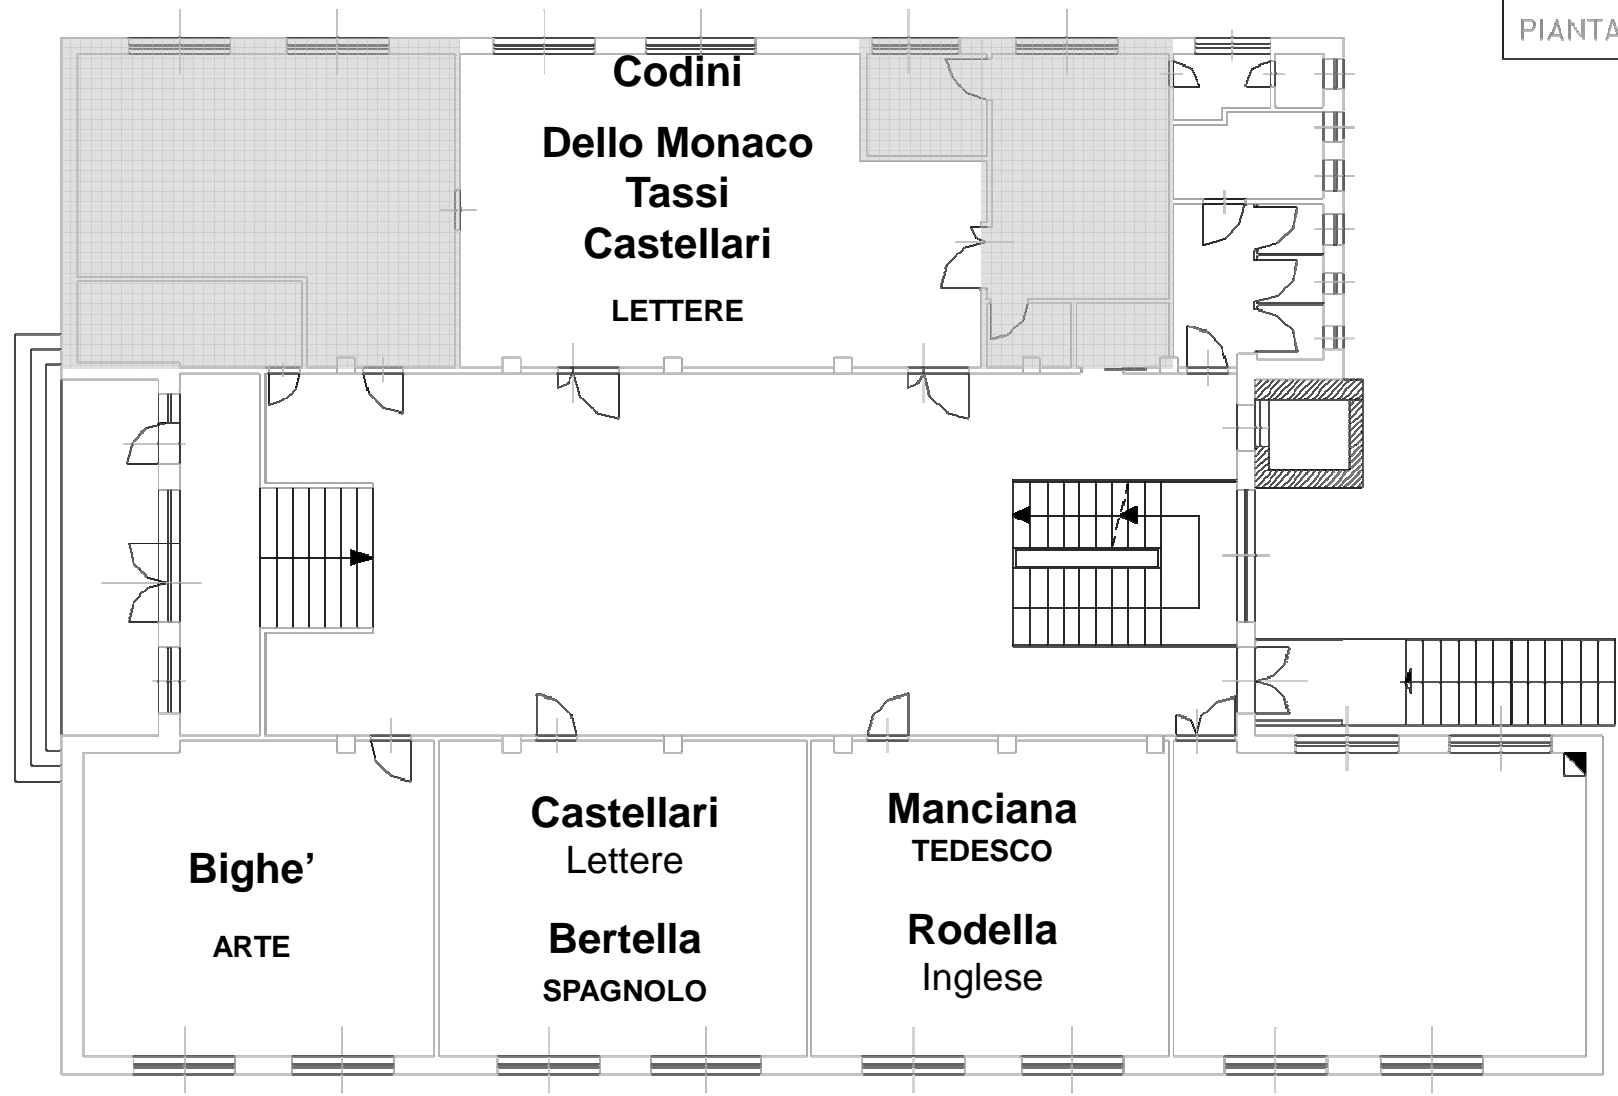 PIANTA
Codini
Dello Monaco
Tassi
Castellari
LETTERE
Bighe’
ARTE
Castellari
Lettere
Bertella
SPAGNOLO
Manciana
TEDESCO
Rodella
Inglese